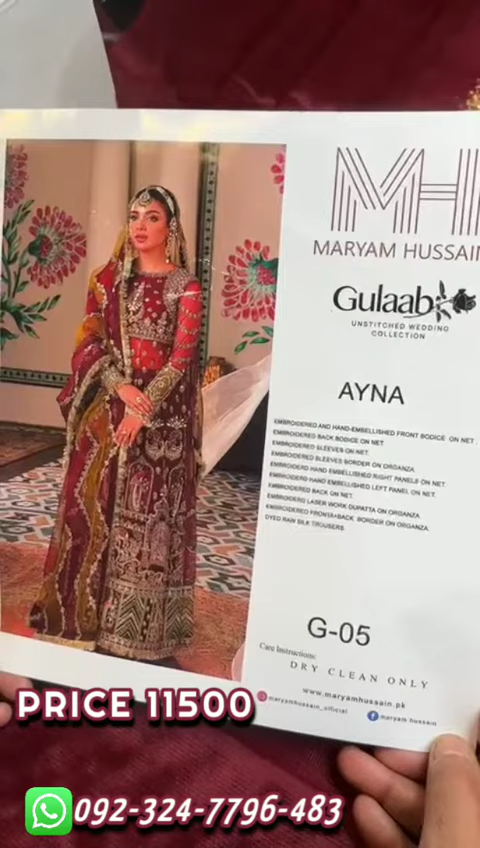 MH
MARYAM HUSSAIN
Gulaab
UNSTITCHED WEDDING
COLLECTION
AYNA
EMBROIDERED AND HAND-EMBELLISHED FRONT BODICE ON NET.
EMBROIDERED BACK BODICE ON NET
EMBROIDERED SLEEVES ON NET.
EMBROIDERED SLEEVES BORDER ON ORGANZA.
EMBROIDERD HAND EMBELLISHED RIGHT PANELS ON NET.
EMBROIDERD HAND EMBELLISHED LEFT PANEL ON NET.
EMBROIDERED BACK ON NET.
EMBROIDERD LASER WORK DUPATTA ON ORGANZA.
EMBROIDERED FRONTA+BACK BORDER ON ORGANZA.
DYED RAW SILK TROUSERS
G-05
Care Instructions:
DRY CLEAN ONLY
www.maryamhussain.pk
maryamhussain_official
maryam hussain
PRICE 11500
092-324-7796-483